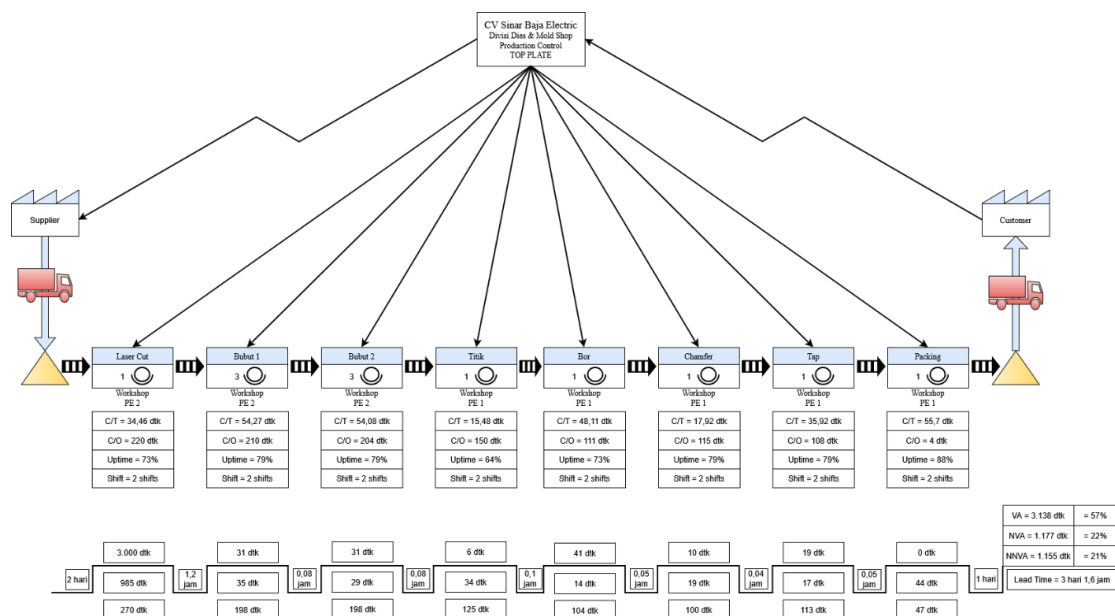 CV Sinar Baja Electric
Divisi Dies & Mold Shop
Production Control
TOP PLATE
Supplier
Customer
Laser Cut
Bubut 1
Bubut 2
Titik
Bor
Chamfer
Tap
Packing
1
3
3
1
1
1
1
1
Workshop
PE 2
Workshop
PE 2
Workshop
PE 2
Workshop
PE 1
Workshop
PE 1
Workshop
PE 1
Workshop
PE 1
Workshop
PE 1
C/T = 34,46 dtk
C/O = 220 dtk
Uptime = 73%
Shift = 2 shifts
C/T = 54,27 dtk
C/O = 210 dtk
Uptime = 79%
Shift = 2 shifts
C/T = 54,08 dtk
C/O = 204 dtk
Uptime = 79%
Shift = 2 shifts
C/T = 15,48 dtk
C/O = 150 dtk
Uptime = 64%
Shift = 2 shifts
C/T = 48,11 dtk
C/O = 111 dtk
Uptime = 73%
Shift = 2 shifts
C/T = 17,92 dtk
C/O = 115 dtk
Uptime = 79%
Shift = 2 shifts
C/T = 35,92 dtk
C/O = 108 dtk
Uptime = 79%
Shift = 2 shifts
C/T = 55,7 dtk
C/O = 4 dtk
Uptime = 88%
Shift = 2 shifts
2 hari
3.000 dtk
985 dtk
270 dtk
1,2
jam
31 dtk
35 dtk
198 dtk
0,08
jam
31 dtk
29 dtk
198 dtk
0,08
jam
6 dtk
34 dtk
125 dtk
0,1
jam
41 dtk
14 dtk
104 dtk
0,05
jam
10 dtk
19 dtk
100 dtk
0,04
jam
19 dtk
17 dtk
113 dtk
0,05
jam
0 dtk
44 dtk
47 dtk
1 hari
VA = 3.138 dtk = 57%
NVA = 1.177 dtk = 22%
NNVA = 1.155 dtk = 21%
Lead Time = 3 hari 1,6 jam